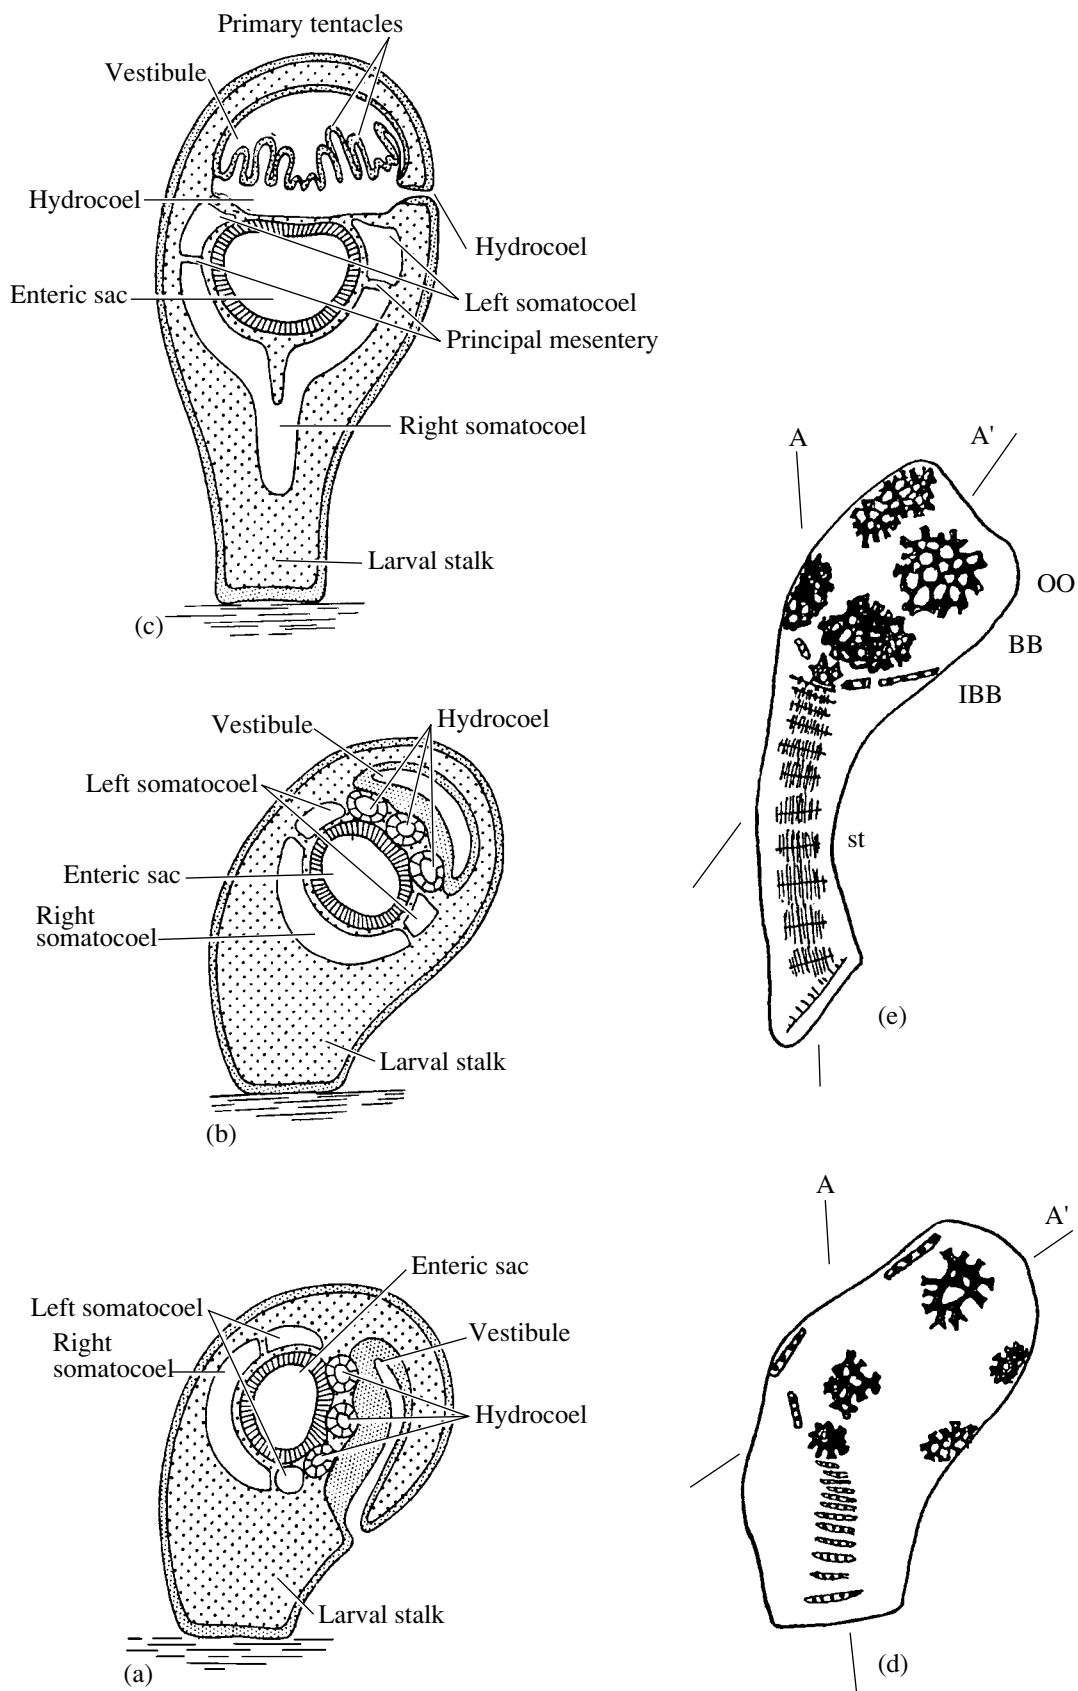 Primary tentacles
Vestibule
Hydrocoel
Hydrocoel
Enteric sac
Left somatocoel
Principal mesentery
Right somatocoel
Larval stalk
(c)
Vestibule
Hydrocoel
Left somatocoel
Enteric sac
Right
somatocoel
Larval stalk
(b)
Enteric sac
Left somatocoel
Right
somatocoel
Vestibule
Hydrocoel
Larval stalk
(a)
A
A'
OO
BB
IBB
st
(e)
A
A'
(d)